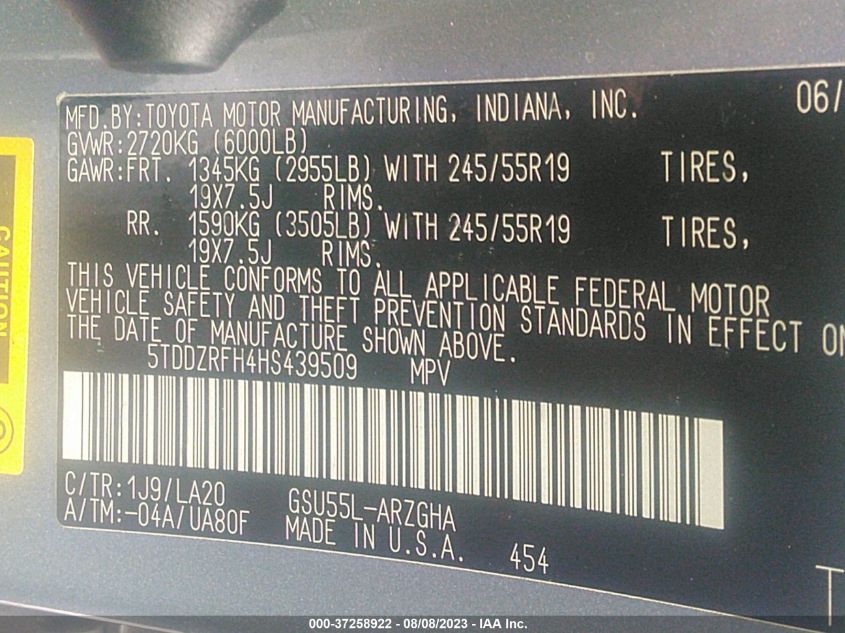 MFD BY:TOYOTA MOTOR MANUFACTURING, INDIANA, INC. 06/
GVWR:2720KG (6000LB)
GAWR:FRT. 1345KG (2955LB) WITH 245/55R19 TIRES,
19X7.5J RIMS.
RR. 1590KG (3505LB) WITH 245/55R19 TIRES,
19X7.5J RIMS.
THIS VEHICLE CONFORMS TO ALL APPLICABLE FEDERAL MOTOR
VEHICLE SAFETY AND THEFT PREVENTION STANDARDS IN EFFECT ON
THE DATE OF MANUFACTURE SHOWN ABOVE.
5TDDZRFH4HS439509 MPV
C/TR:1J9/LA20 GSU55L-ARZGHA
A/TM:-04A/UA80F MADE IN U.S.A. 454
T
CAUTION
000-37258922 - 08/08/2023 - IAA Inc.